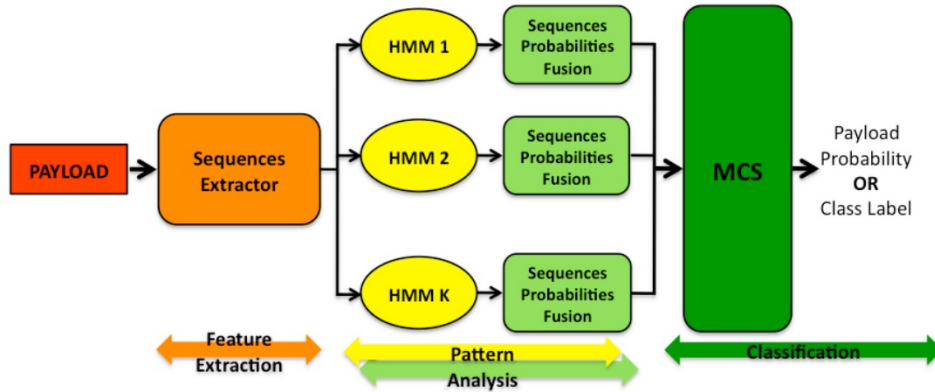 PAYLOAD
Sequences
Extractor
HMM 1
Sequences
Probabilities
Fusion
HMM 2
Sequences
Probabilities
Fusion
HMM K
Sequences
Probabilities
Fusion
MCS
Payload
Probability
OR
Class Label
Feature
Extraction
Pattern
Analysis
Classification